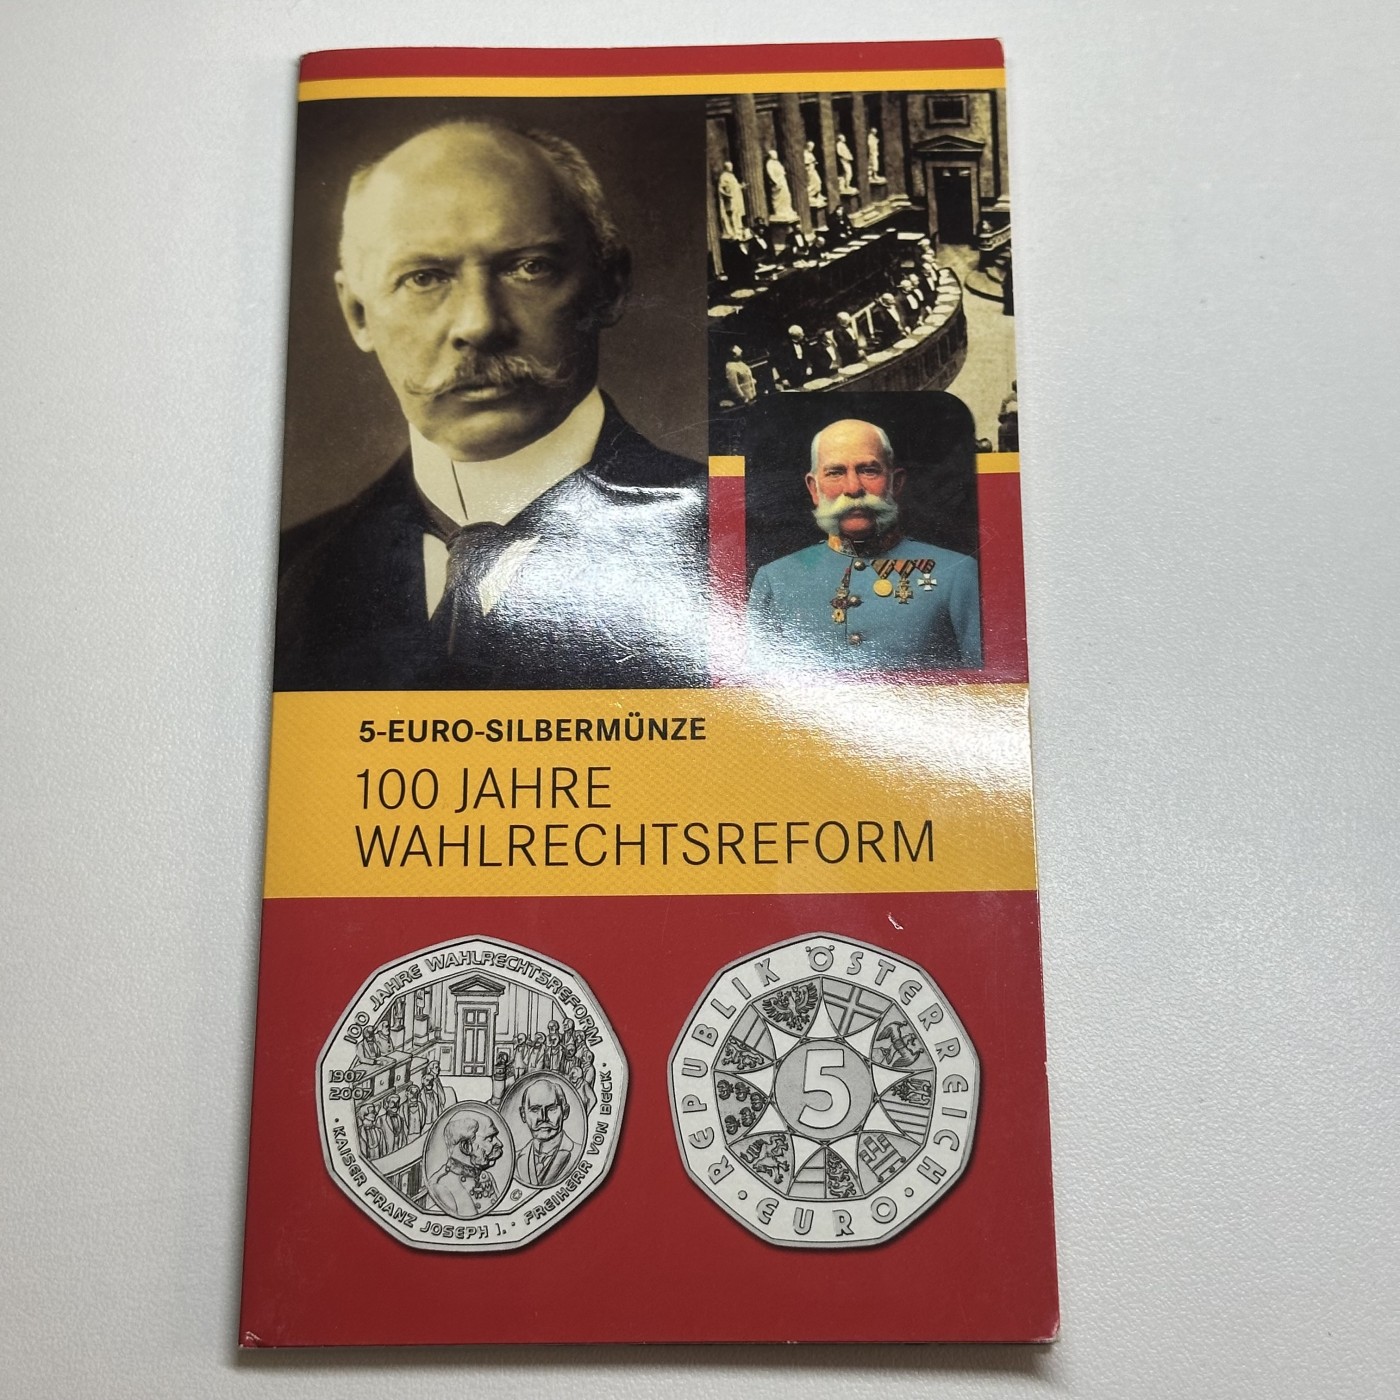 5-EURO-SILBERMÜNZE
100 JAHRE
WAHLRECHTSREFORM
100 JAHRE WAHLRECHTSREFORM
1907
2007
· KAISER FRANZ JOSEPH I. · FREIHERR VON BECK ·
©
REPUBLIK ÖSTERREICH
5
· EURO ·